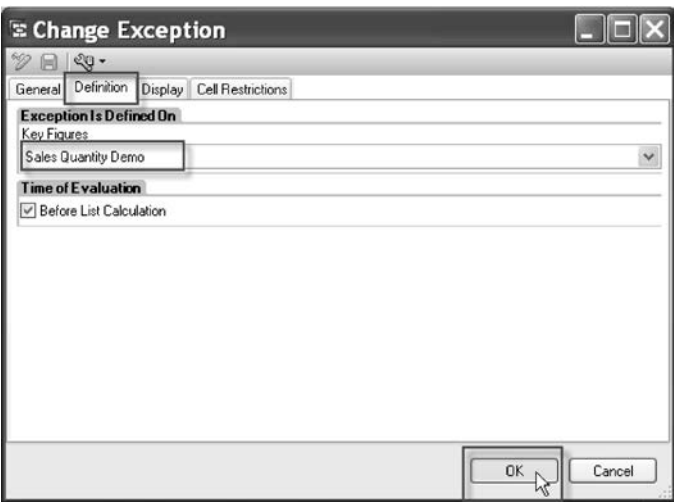 Change Exception
General Definition Display Cell Restrictions
Exception Is Defined On
Key Figures
Sales Quantity Demo
Time of Evaluation
Before List Calculation
OK Cancel